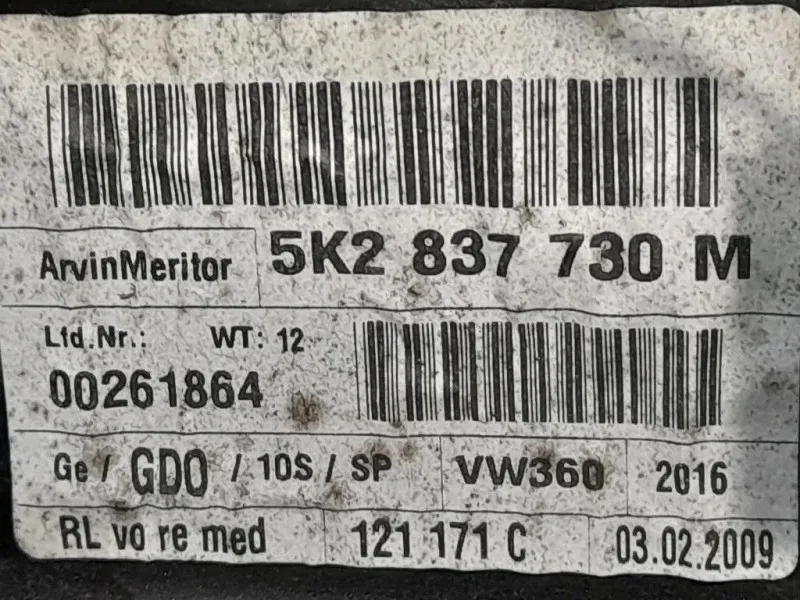 ArvinMeritor 5K2 837 730 M
Lfd.Nr.: WT: 12
00261864
Ge / GDO / 10S / SP VW360 2016
RL vo re med 121 171 C 03.02.2009